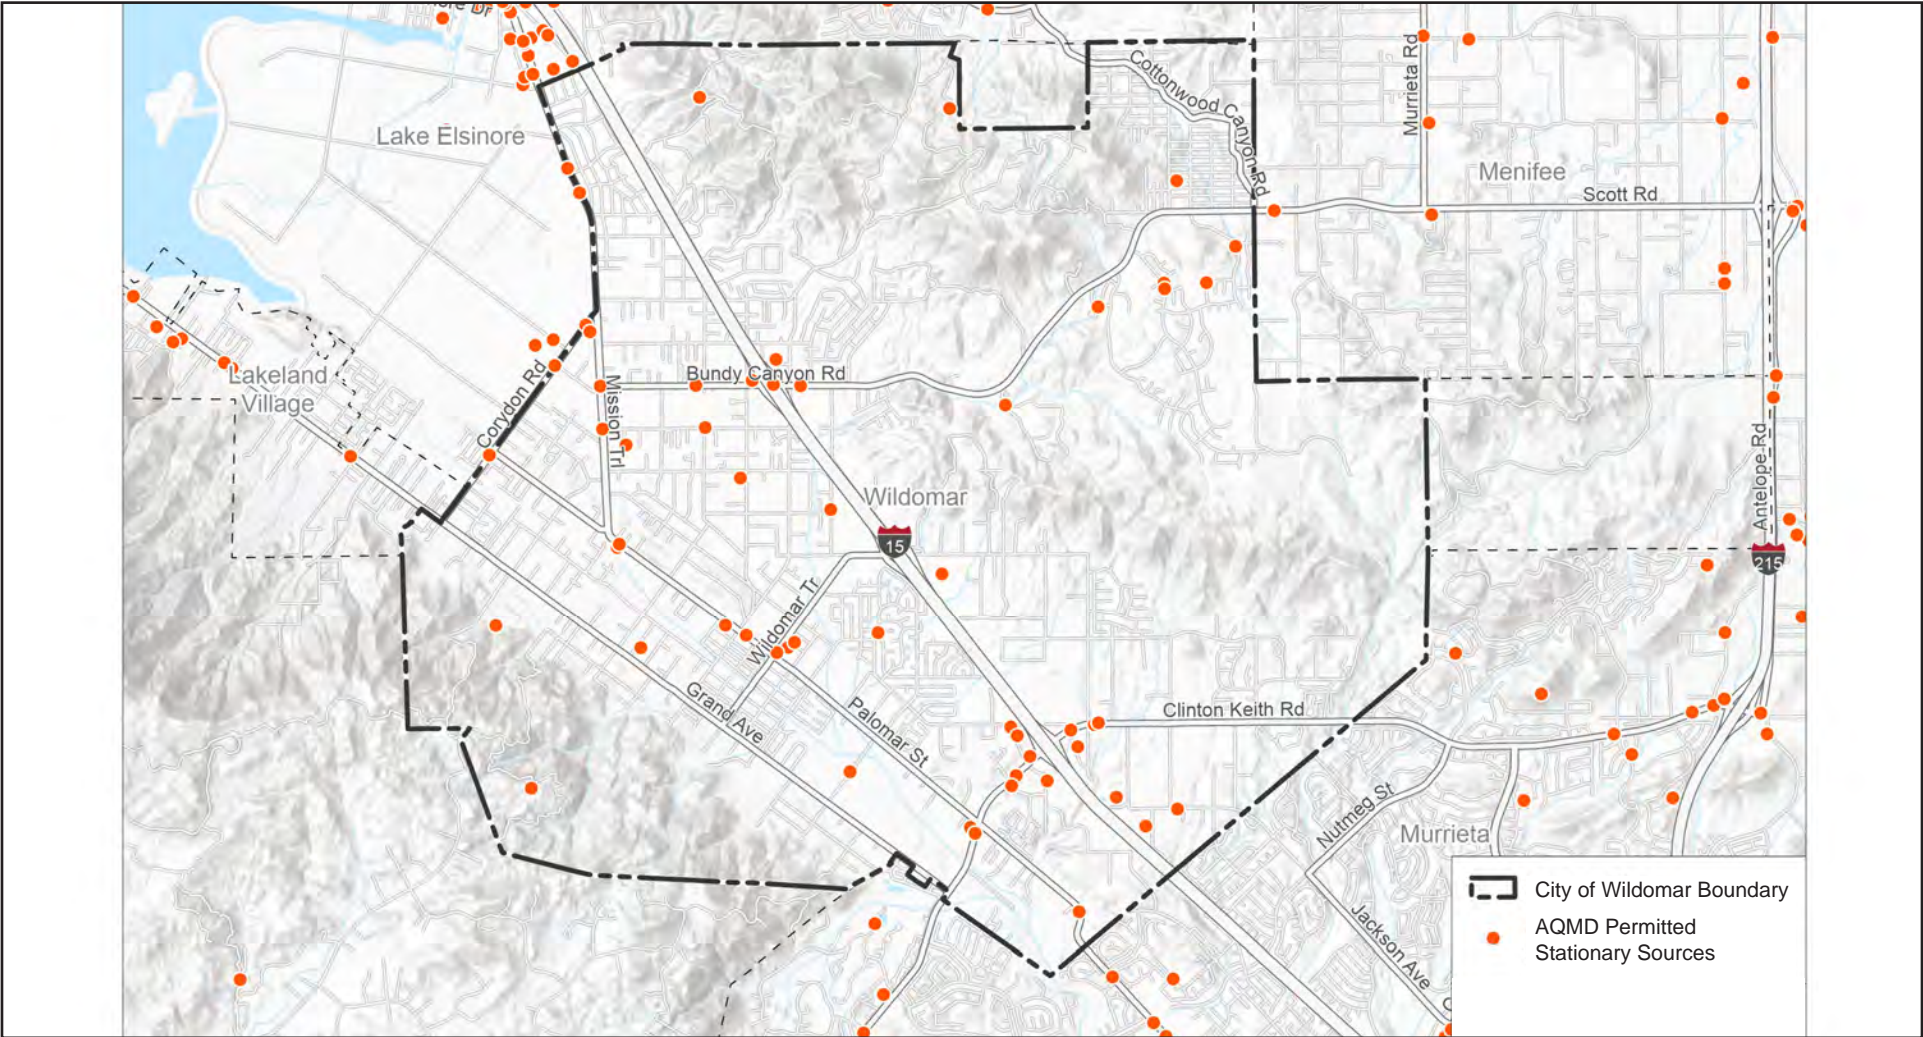 Lake Elsinore
Cottonwood Canyon Rd
Murrieta Rd
Menifee
Scott Rd
Lakeland
Village
Corydon Rd
Mission Trl
Bundy Canyon Rd
Wildomar
15
Antelope Rd
215
Wildomar Tr
Grand Ave
Palomar St
Clinton Keith Rd
Nutmeg St
Murrieta
Jackson Ave
City of Wildomar Boundary
AQMD Permitted
Stationary Sources